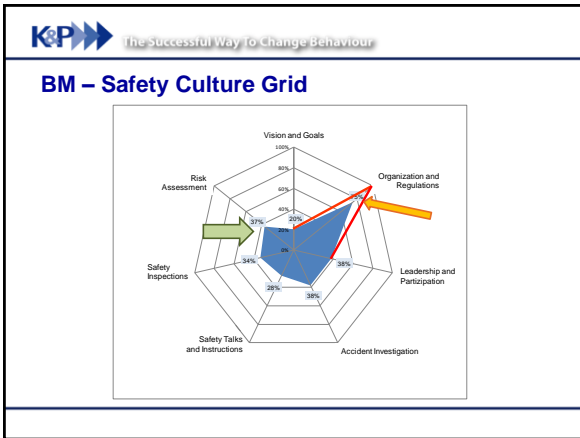 K&P The Successful Way To Change Behaviour
BM – Safety Culture Grid
Vision and Goals
100%
80%
60%
40%
20%
0%
Organization and
Regulations
75%
Leadership and
Partizipation
38%
Accident Investigation
38%
Safety Talks
and Instructions
28%
Safety
Inspections
34%
Risk
Assessment
37%
20%